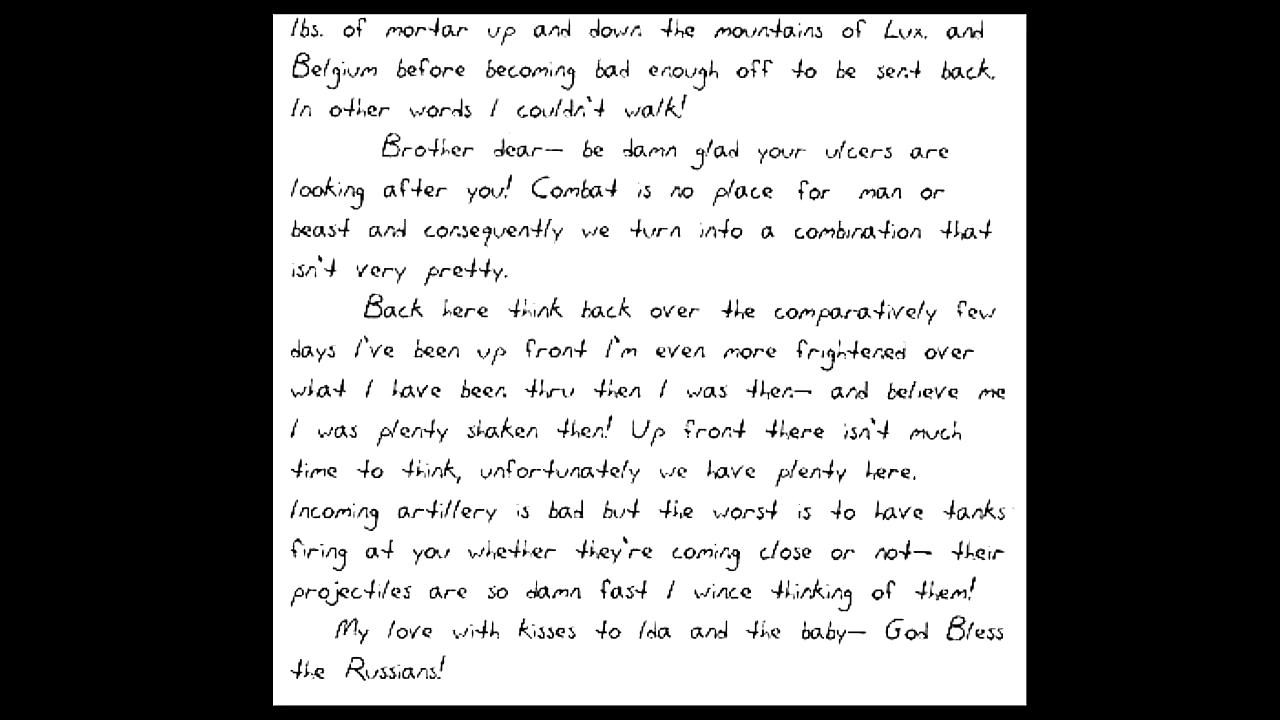 lbs. of mortar up and down the mountains of Lux. and
Belgium before becoming bad enough off to be sent back.
In other words I couldn't walk!
Brother dear— be damn glad your ulcers are
looking after you! Combat is no place for man or
beast and consequently we turn into a combination that
isn't very pretty.
Back here think back over the comparatively few
days I've been up front I'm even more frightened over
what I have been thru then I was then— and believe me
I was plenty shaken then! Up front there isn't much
time to think, unfortunately we have plenty here.
Incoming artillery is bad but the worst is to have tanks
firing at you whether they're coming close or not— their
projectiles are so damn fast I wince thinking of them!
My love with kisses to Ida and the baby— God Bless
the Russians!